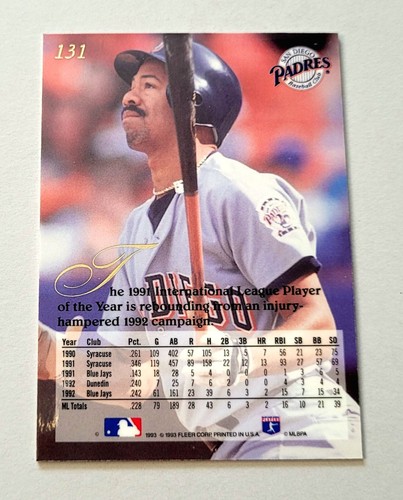 131
SAN DIEGO
PADRES
Baseball Club
DIEGO
The 1991 International League Player
of the Year is rebounding from an injury-
hampered 1992 campaign.
Year Club Pct. G AB R H 2B 3B HR RBI SB BB SO
1990 Syracuse .261 109 402 57 105 13 5 7 56 21 23 75
1991 Syracuse .346 119 457 89 158 22 12 13 93 27 57 69
1991 Blue Jays .143 18 28 5 4 0 0 0 1 3 4 5
1992 Dunedin .240 7 25 7 6 2 0 0 4 4 4
1992 Blue Jays .242 61 161 23 39 6 3 2 15 7 15 34
ML Totals .228 79 189 28 43 6 3 2 16 10 21 39
© 1993 © 1993 FLEER CORP. PRINTED IN U.S.A. © MLBPA